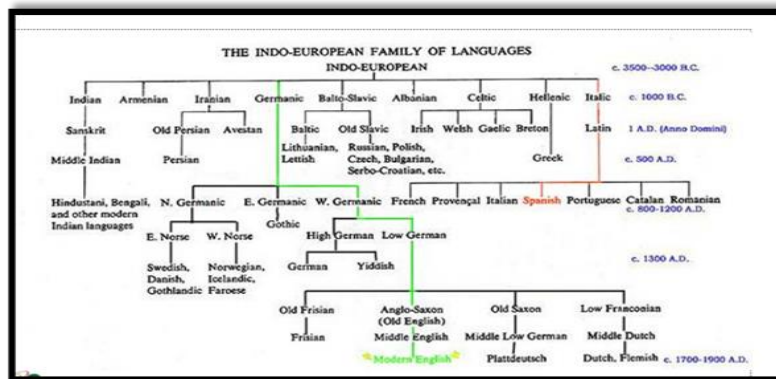 THE INDO-EUROPEAN FAMILY OF LANGUAGES
INDO-EUROPEAN
c. 3500--3000 B.C.
Indian Armenian Iranian Germanic Balto-Slavic Albanian Celtic Hellenic Italic c. 1000 B.C.
Sanskrit Old Persian Avestan Baltic Old Slavic Irish Welsh Gaelic Breton Latin 1 A.D. (Anno Domini)
Middle Indian Persian Lithuanian, Russian, Polish, Greek c. 500 A.D.
Lettish Czech, Bulgarian,
Serbo-Croatian, etc.
Hindustani, Bengali, N. Germanic E. Germanic W. Germanic French Provençal Italian Spanish Portuguese Catalan Romanian
and other modern Gothic c. 800-1200 A.D.
Indian languages
E. Norse W. Norse High German Low German
c. 1300 A.D.
Swedish, Norwegian, German Yiddish
Danish, Icelandic,
Gothlandic Faroese
Old Frisian Anglo-Saxon Old Saxon Low Franconian
(Old English)
Frisian Middle English Middle Low German Middle Dutch
Modern English Plattdeutsch Dutch, Flemish c. 1700-1900 A.D.